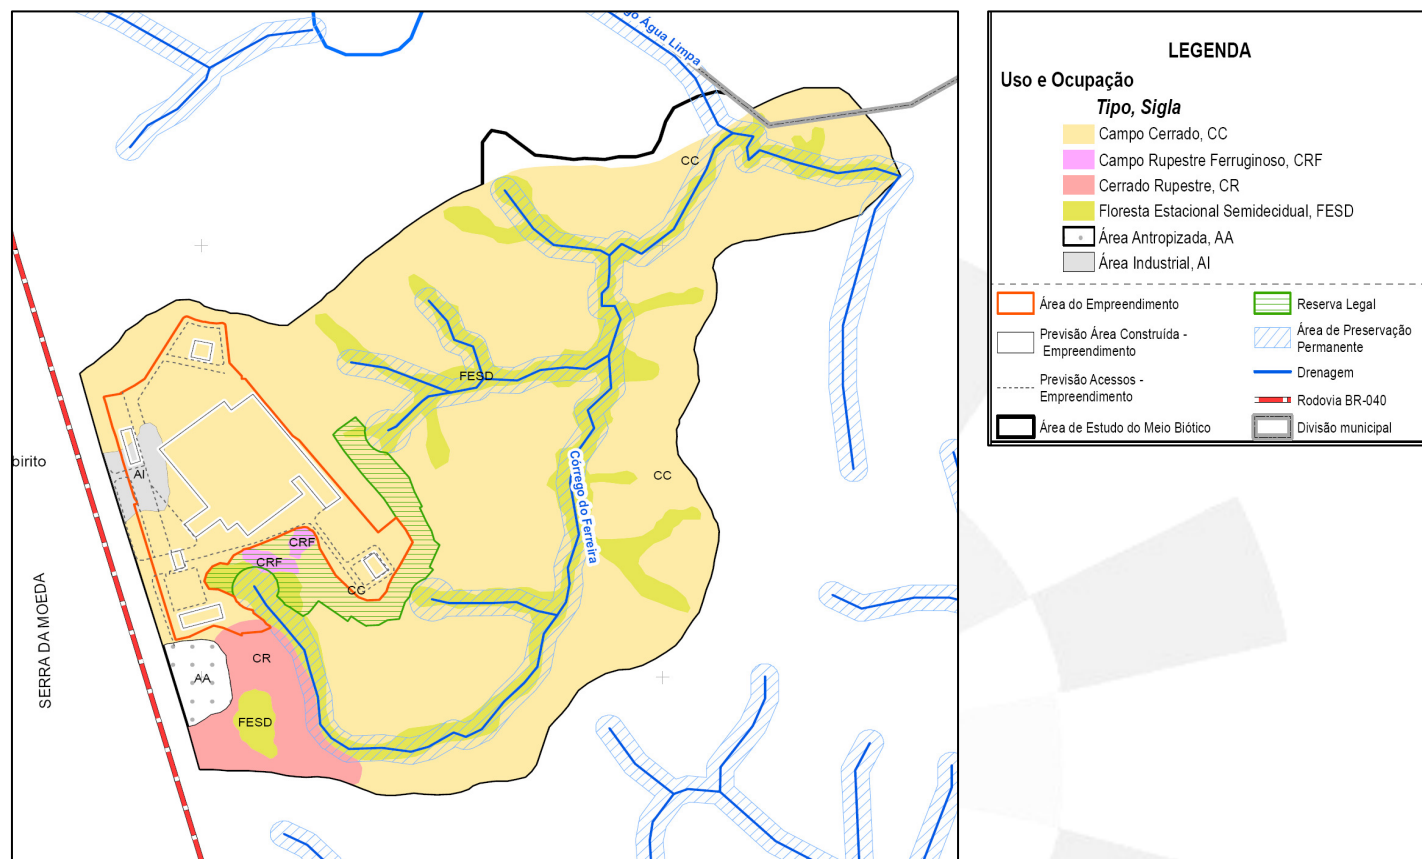 Água Limpa
CC
FESD
CC
birito
AI
Córrego do Ferreira
CRF
CRF
CC
SERRA DA MOEDA
CR
AA
FESD
LEGENDA
Uso e Ocupação
Tipo, Sigla
Campo Cerrado, CC
Campo Rupestre Ferruginoso, CRF
Cerrado Rupestre, CR
Floresta Estacional Semidecidual, FESD
Área Antropizada, AA
Área Industrial, AI
Área do Empreendimento
Previsão Área Construída -
Empreendimento
Previsão Acessos -
Empreendimento
Área de Estudo do Meio Biótico
Reserva Legal
Área de Preservação
Permanente
Drenagem
Rodovia BR-040
Divisão municipal